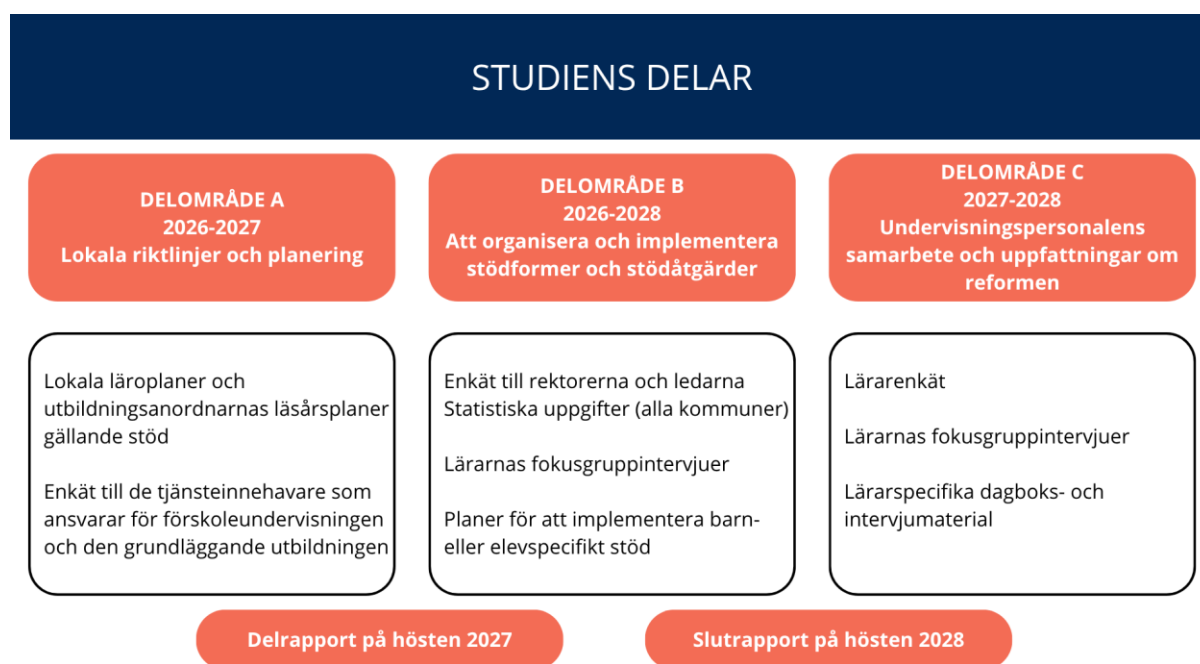 STUDIENS DELAR
DELOMRÅDE A
2026-2027
Lokala riktlinjer och planering
DELOMRÅDE B
2026-2028
Att organisera och implementera
stödformer och stödåtgärder
DELOMRÅDE C
2027-2028
Undervisningspersonalens
samarbete och uppfattningar om
reformen
Lokala läroplaner och
utbildningsanordnarnas läsårsplaner
gällande stöd
Enkät till de tjänsteinnehavare som
ansvarar för förskoleundervisningen
och den grundläggande utbildningen
Enkät till rektorerna och ledarna
Statistiska uppgifter (alla kommuner)
Lärarnas fokusgruppintervjuer
Planer för att implementera barn-
eller elevspecifikt stöd
Lärarenkät
Lärarnas fokusgruppintervjuer
Lärarspecifika dagboks- och
intervjumaterial
Delrapport på hösten 2027
Slutrapport på hösten 2028